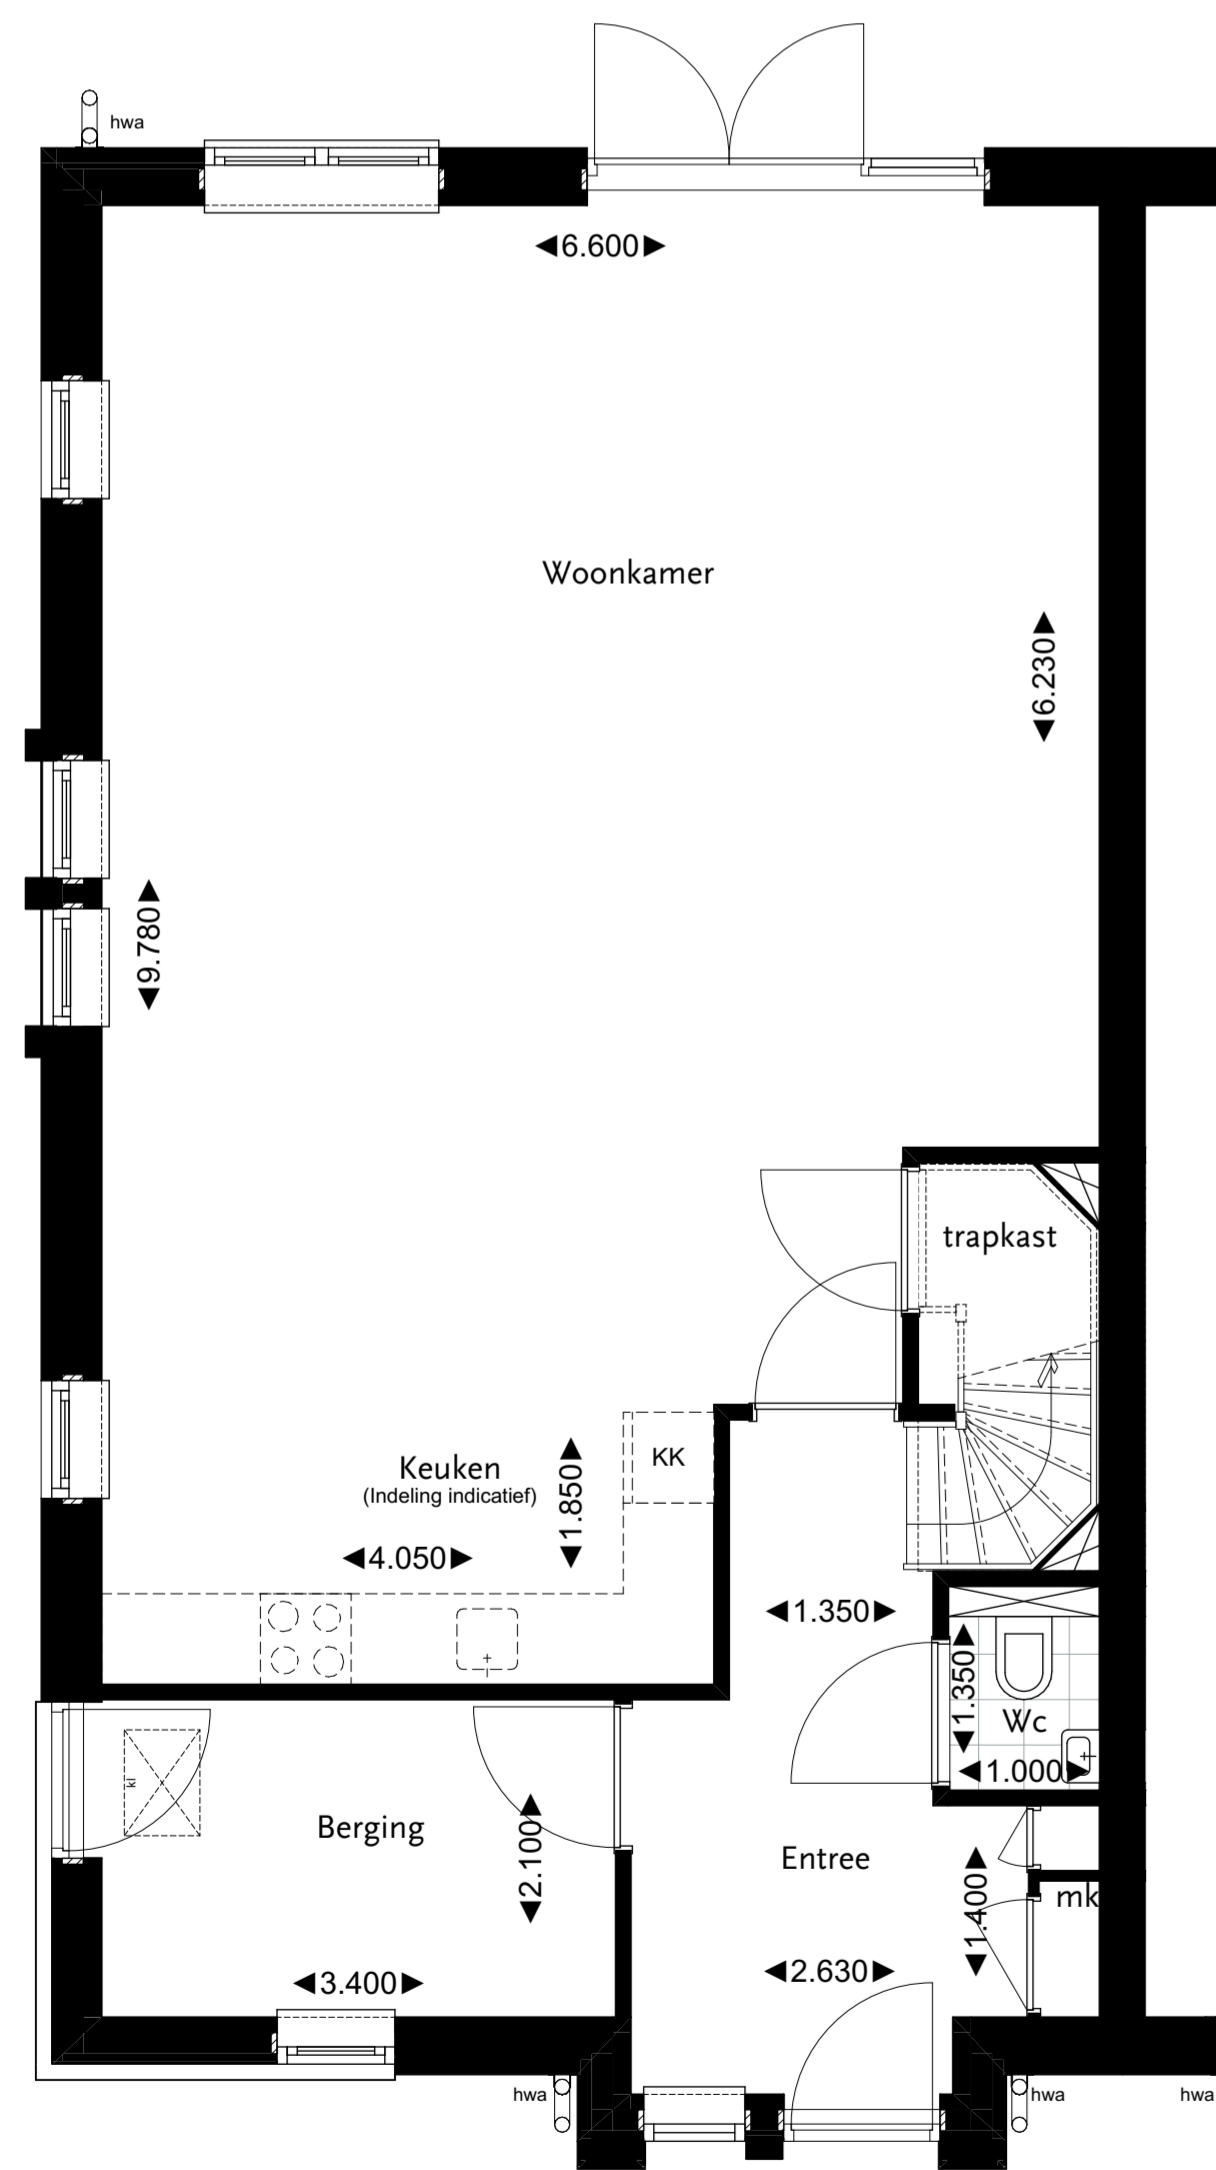 hwa
6.600
Woonkamer
6.230
9.780
trapkast
KK
Keuken
(Indeling indicatief)
1.850
4.050
1.350
1.350
Wc
1.000
kl
Berging
2.100
Entree
1.400
mk
3.400
2.630
hwa
hwa
hwa